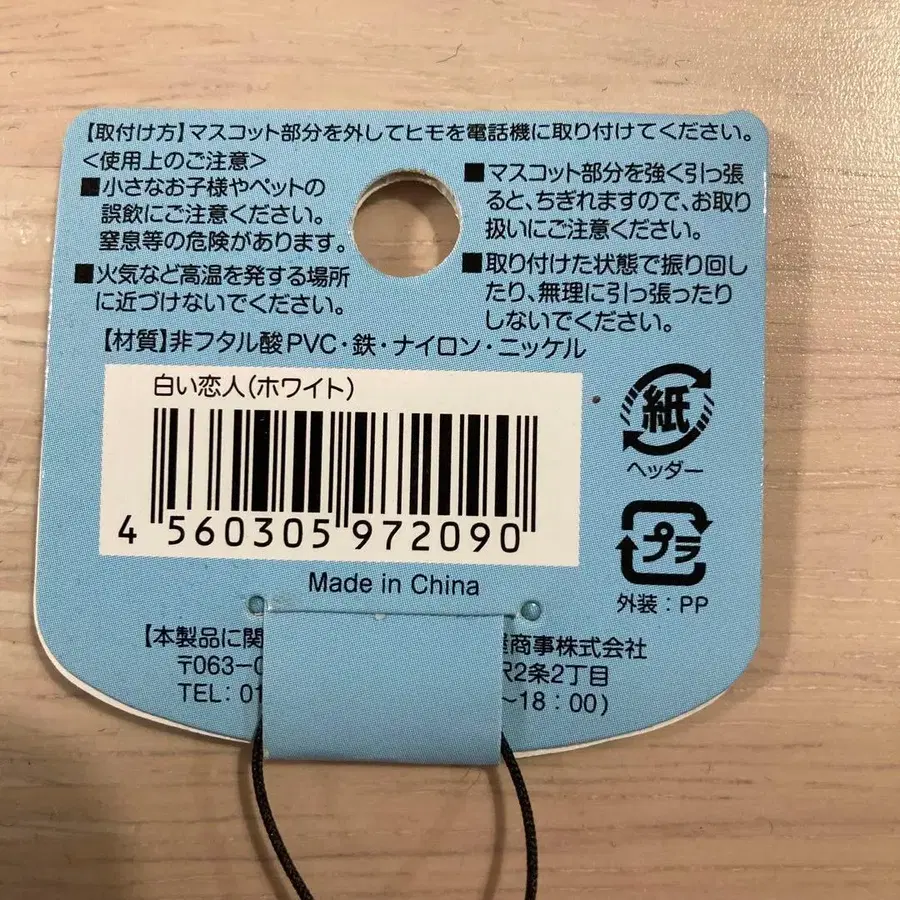 【取付け方】マスコット部分を外してヒモを電話機に取り付けてください。
<使用上のご注意>
■小さなお子様やペットの
誤飲にご注意ください。
窒息等の危険があります。
■火気など高温を発する場所
に近づけないでください。
■マスコット部分を強く引っ張
ると、ちぎれますので、お取り
扱いにご注意ください。
■取り付けた状態で振り回し
たり、無理に引っ張ったり
しないでください。
【材質】非フタル酸PVC・鉄・ナイロン・ニッケル
白い恋人(ホワイト)
4 560305 972090
紙
ヘッダー
プラ
外装:PP
Made in China
【本製品に関
商事株式会社
〒063-0
2条2丁目
TEL:01
~18:00)